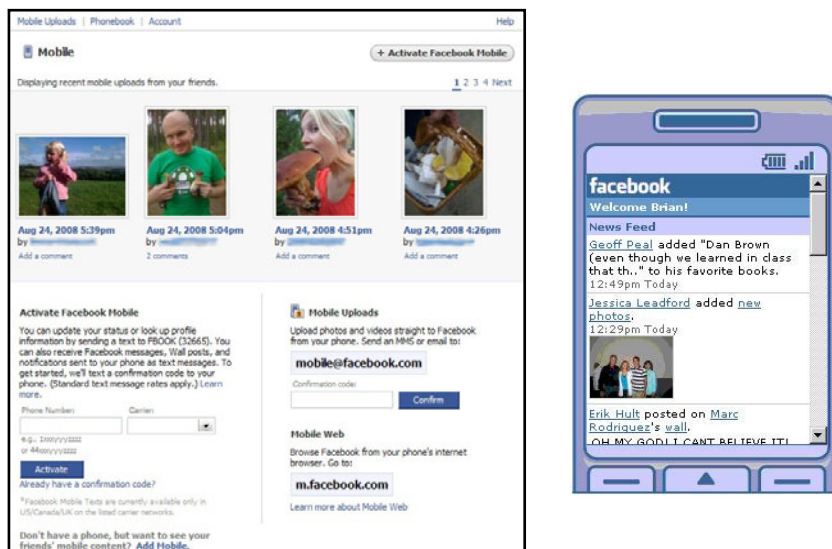 Mobile Uploads | Phonebook | Account
Help
Mobile
+ Activate Facebook Mobile
Displaying recent mobile uploads from your friends.
1 2 3 4 Next
Aug 24, 2008 5:39pm
by
Add a comment
Aug 24, 2008 5:04pm
by
2 comments
Aug 24, 2008 4:51pm
by
Add a comment
Aug 24, 2008 4:26pm
by
Add a comment
Activate Facebook Mobile
You can update your status or look up profile
information by sending a text to FBOOK (32665). You
can also receive Facebook messages, Wall posts, and
notifications sent to your phone as text messages. To
get started, we'll text a confirmation code to your
phone. (Standard text message rates apply.) Learn
more.
Phone Number:
Carrier:
e.g., 1xxxyyyzzzz
or 44xxxyyyzzzz
Activate
Already have a confirmation code?
*Facebook Mobile Texts are currently available only in
US/Canada/UK on the listed carrier networks.
Don't have a phone, but want to see your
friends' mobile content? Add Mobile.
Mobile Uploads
Upload photos and videos straight to Facebook
from your phone. Send an MMS or email to:
mobile@facebook.com
Confirmation code:
Confirm
Mobile Web
Browse Facebook from your phone's internet
browser. Go to:
m.facebook.com
Learn more about Mobile Web
facebook
Welcome Brian!
News Feed
Geoff Peal added "Dan Brown
(even though we learned in class
that th.." to his favorite books.
12:49pm Today
Jessica Leadford added new
photos.
12:29pm Today
Erik Hult posted on Marc
Rodriquez's wall.
OH MY GOD! I CANT BELIEVE IT!